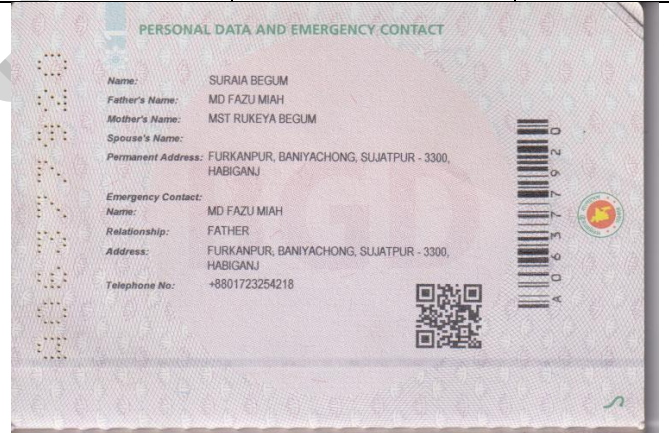 PERSONAL DATA AND EMERGENCY CONTACT
Name: SURAIA BEGUM
Father's Name: MD FAZU MIAH
Mother's Name: MST RUKEYA BEGUM
Spouse's Name:
Permanent Address: FURKANPUR, BANIYACHONG, SUJATPUR - 3300,
HABIGANJ
Emergency Contact:
Name: MD FAZU MIAH
Relationship: FATHER
Address: FURKANPUR, BANIYACHONG, SUJATPUR - 3300,
HABIGANJ
Telephone No: +8801723254218
A06377920